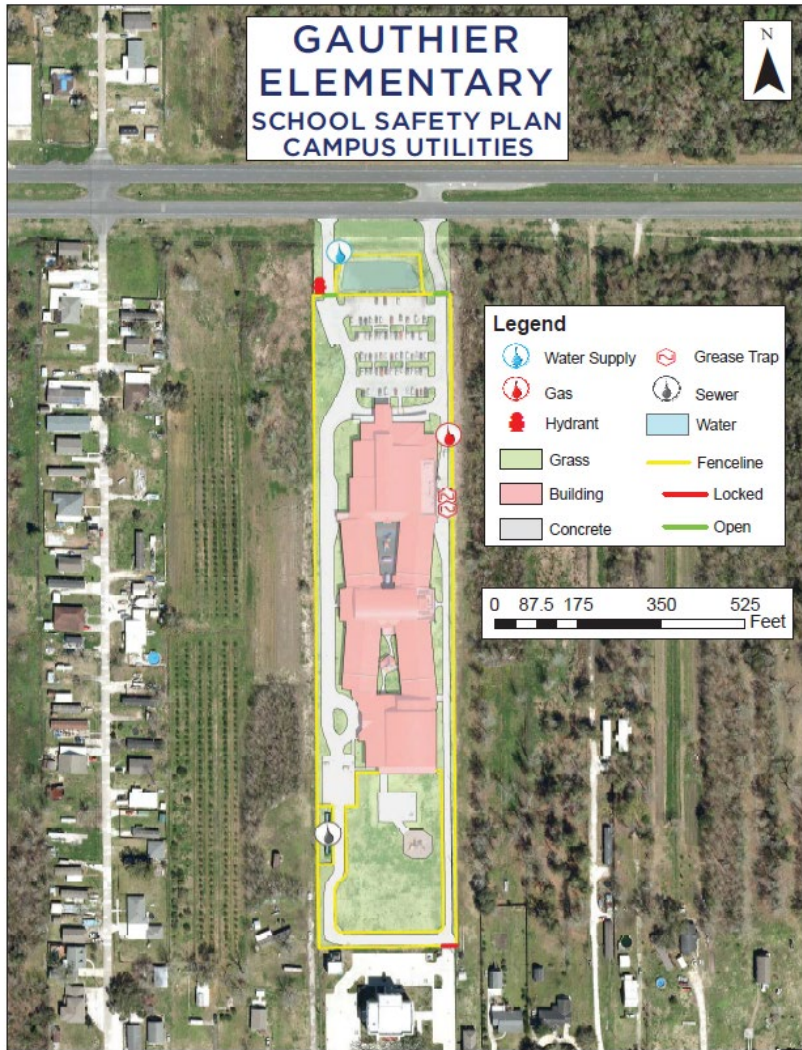 GAUTHIER
ELEMENTARY
SCHOOL SAFETY PLAN
CAMPUS UTILITIES
N
Legend
Water Supply
Grease Trap
Gas
Sewer
Hydrant
Water
Grass
Fenceline
Building
Locked
Concrete
Open
0 87.5 175 350 525
Feet